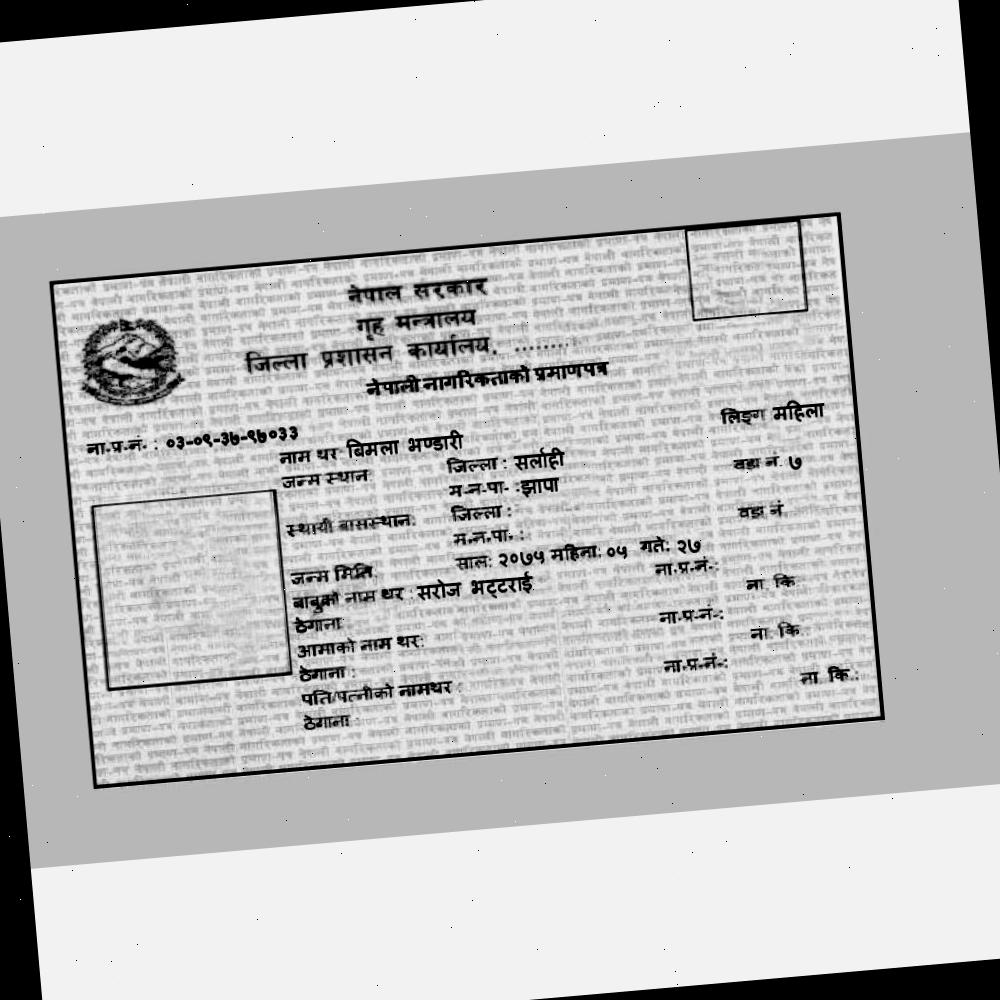 नेपाल सरकार
गृह मन्त्रालय
जिल्ला प्रशासन कार्यालय. ........
नेपाली नागरिकताको प्रमाणपत्र
लिङ्ग महिला
ना.प्र.नं. : ०३-०९-३७-९७०३३
नाम थर बिमला भण्डारी
जन्म स्थान जिल्ला : सर्लाही वडा नं. ७
म.न.पा. :झापा
स्थायी बासस्थान: जिल्ला : वडा नं.
म.न.पा. :
जन्म मिति साल: २०७५ महिना: ०५ गते: २७
बाबुको नाम थर : सरोज भट्टराई ना.प्र.नं.:
ठेगाना ना. कि
आमाको नाम थर: ना.प्र.नं.:
ठेगाना : ना. कि
पति/पत्नीको नामथर : ना.प्र.नं.:
ठेगाना : ना कि.: